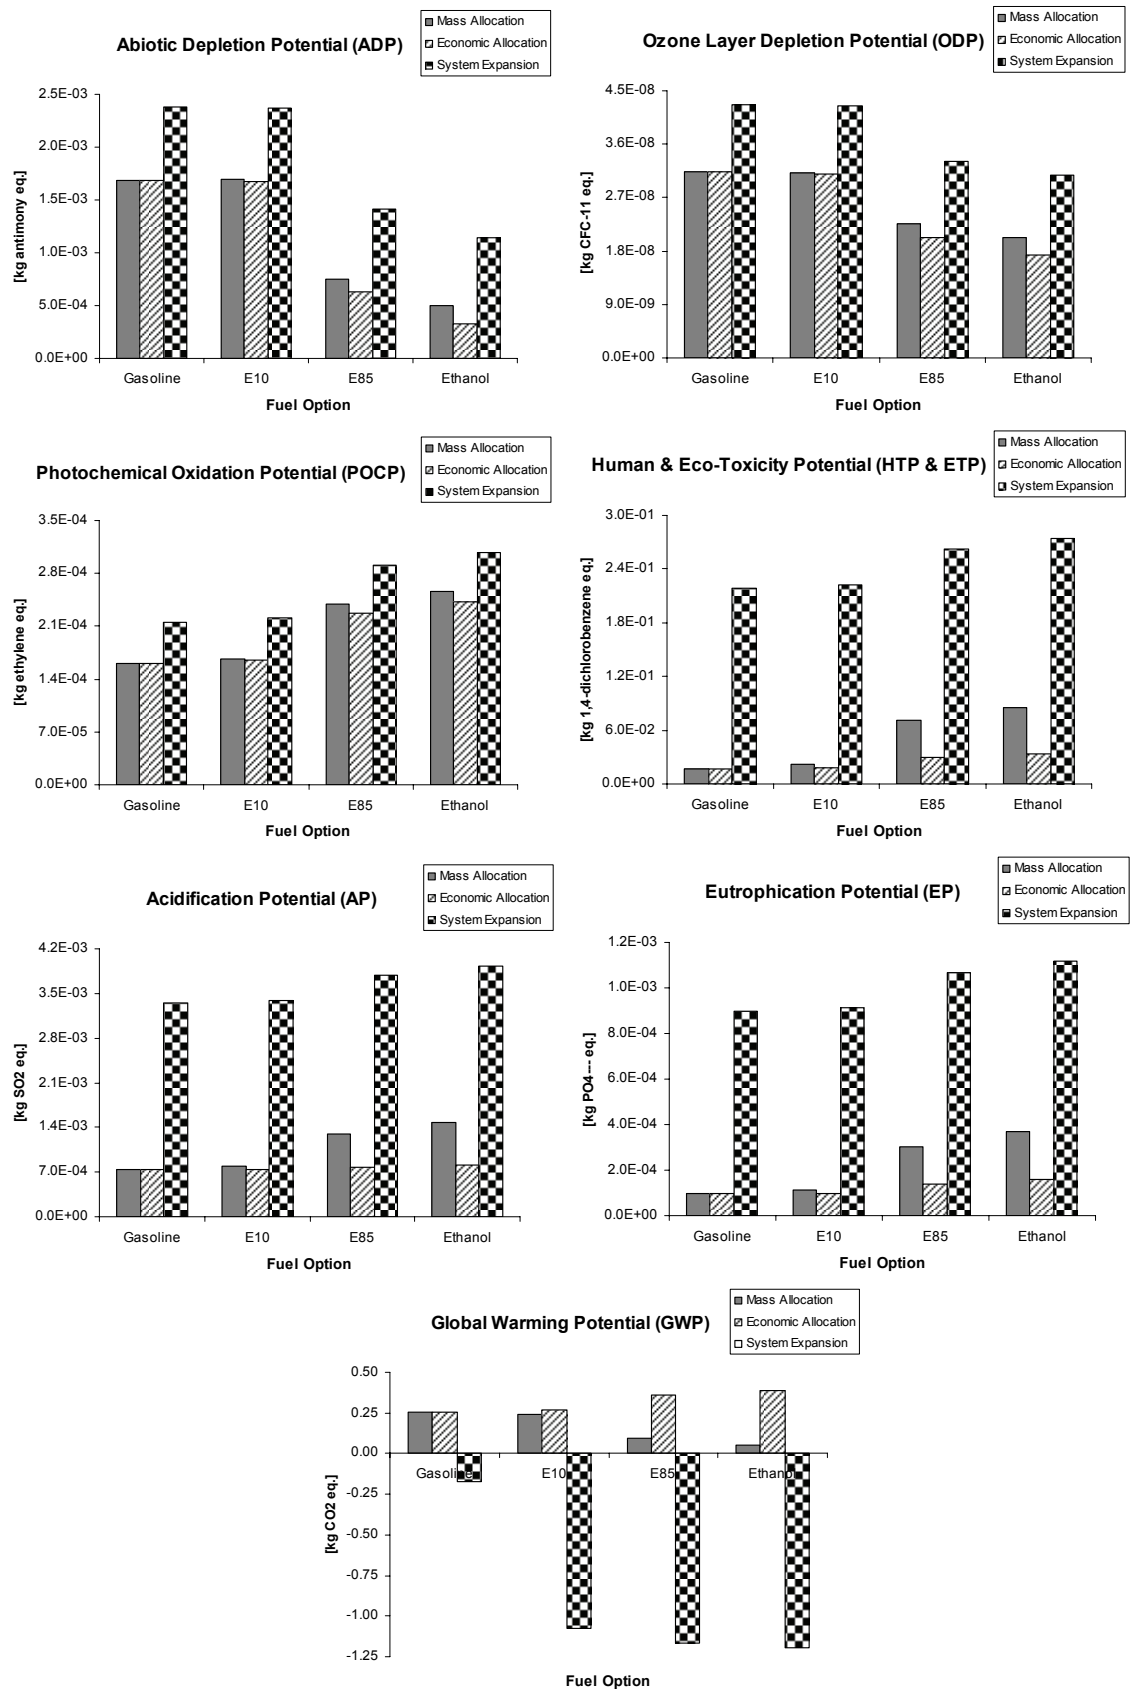 Abiotic Depletion Potential (ADP)
Mass Allocation
Economic Allocation
System Expansion
[kg antimony eq.]
2.5E-03
2.0E-03
1.5E-03
1.0E-03
5.0E-04
0.0E+00
Gasoline E10 E85 Ethanol
Fuel Option
Ozone Layer Depletion Potential (ODP)
Mass Allocation
Economic Allocation
System Expansion
[kg CFC-11 eq.]
4.5E-08
3.6E-08
2.7E-08
1.8E-08
9.0E-09
0.0E+00
Gasoline E10 E85 Ethanol
Fuel Option
Photochemical Oxidation Potential (POCP)
Mass Allocation
Economic Allocation
System Expansion
[kg ethylene eq.]
3.5E-04
2.8E-04
2.1E-04
1.4E-04
7.0E-05
0.0E+00
Gasoline E10 E85 Ethanol
Fuel Option
Human & Eco-Toxicity Potential (HTP & ETP)
Mass Allocation
Economic Allocation
System Expansion
[kg 1,4-dichlorobenzene eq.]
3.0E-01
2.4E-01
1.8E-01
1.2E-01
6.0E-02
0.0E+00
Gasoline E10 E85 Ethanol
Fuel Option
Acidification Potential (AP)
Mass Allocation
Economic Allocation
System Expansion
[kg SO2 eq.]
4.2E-03
3.5E-03
2.8E-03
2.1E-03
1.4E-03
7.0E-04
0.0E+00
Gasoline E10 E85 Ethanol
Fuel Option
Eutrophication Potential (EP)
Mass Allocation
Economic Allocation
System Expansion
[kg PO4--- eq.]
1.2E-03
1.0E-03
8.0E-04
6.0E-04
4.0E-04
2.0E-04
0.0E+00
Gasoline E10 E85 Ethanol
Fuel Option
Global Warming Potential (GWP)
Mass Allocation
Economic Allocation
System Expansion
[kg CO2 eq.]
0.50
0.25
0.00
-0.25
-0.50
-0.75
-1.00
-1.25
Gasoline E10 E85 Ethanol
Fuel Option